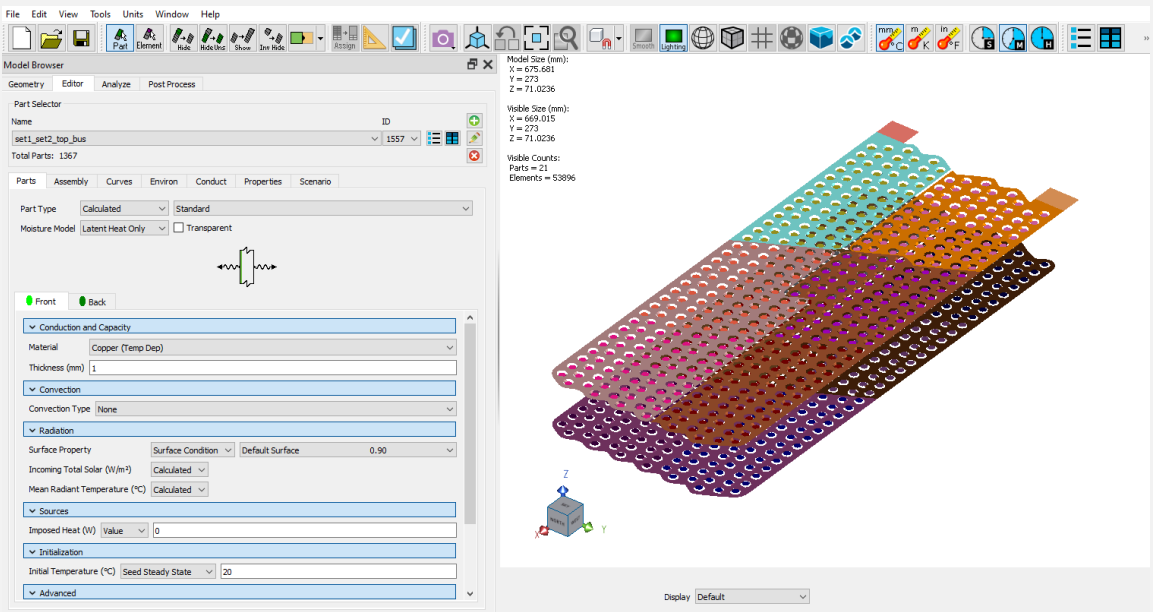 File Edit View Tools Units Window Help
Part Element Hide Hide Uns Show Inv Hide Assign Smooth Lighting mm °C m K in °F S M H »
Model Browser
Geometry Editor Analyze Post Process
Part Selector
Name ID
set1_set2_top_bus 1557
Total Parts: 1367
Parts Assembly Curves Environ Conduct Properties Scenario
Part Type Calculated Standard
Moisture Model Latent Heat Only Transparent
Front Back
Conduction and Capacity
Material Copper (Temp Dep)
Thickness (mm) 1
Convection
Convection Type None
Radiation
Surface Property Surface Condition Default Surface 0.90
Incoming Total Solar (W/m²) Calculated
Mean Radiant Temperature (°C) Calculated
Sources
Imposed Heat (W) Value 0
Initialization
Initial Temperature (°C) Seed Steady State 20
Advanced
Model Size (mm):
X = 675.681
Y = 273
Z = 71.0236
Visible Size (mm):
X = 669.015
Y = 273
Z = 71.0236
Visible Counts:
Parts = 21
Elements = 53896
Z
NORTH
X Y
Display Default